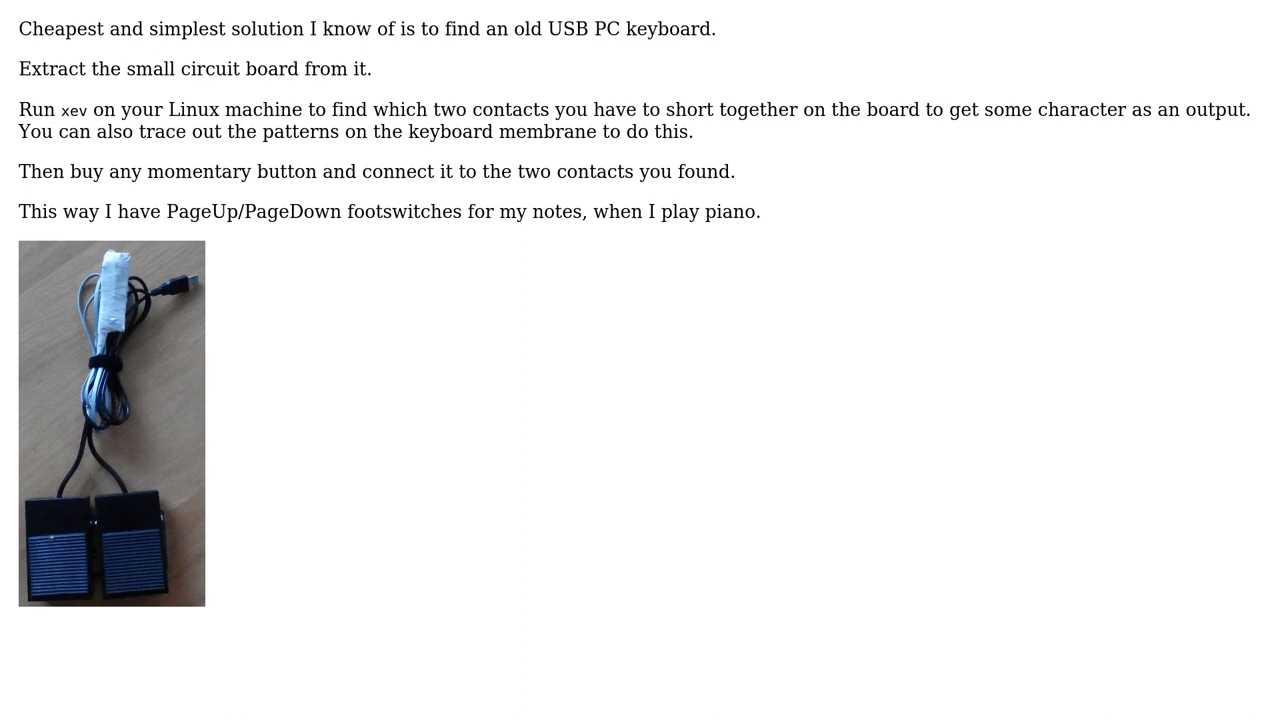 Cheapest and simplest solution I know of is to find an old USB PC keyboard.
Extract the small circuit board from it.
Run xev on your Linux machine to find which two contacts you have to short together on the board to get some character as an output.
You can also trace out the patterns on the keyboard membrane to do this.
Then buy any momentary button and connect it to the two contacts you found.
This way I have PageUp/PageDown footswitches for my notes, when I play piano.